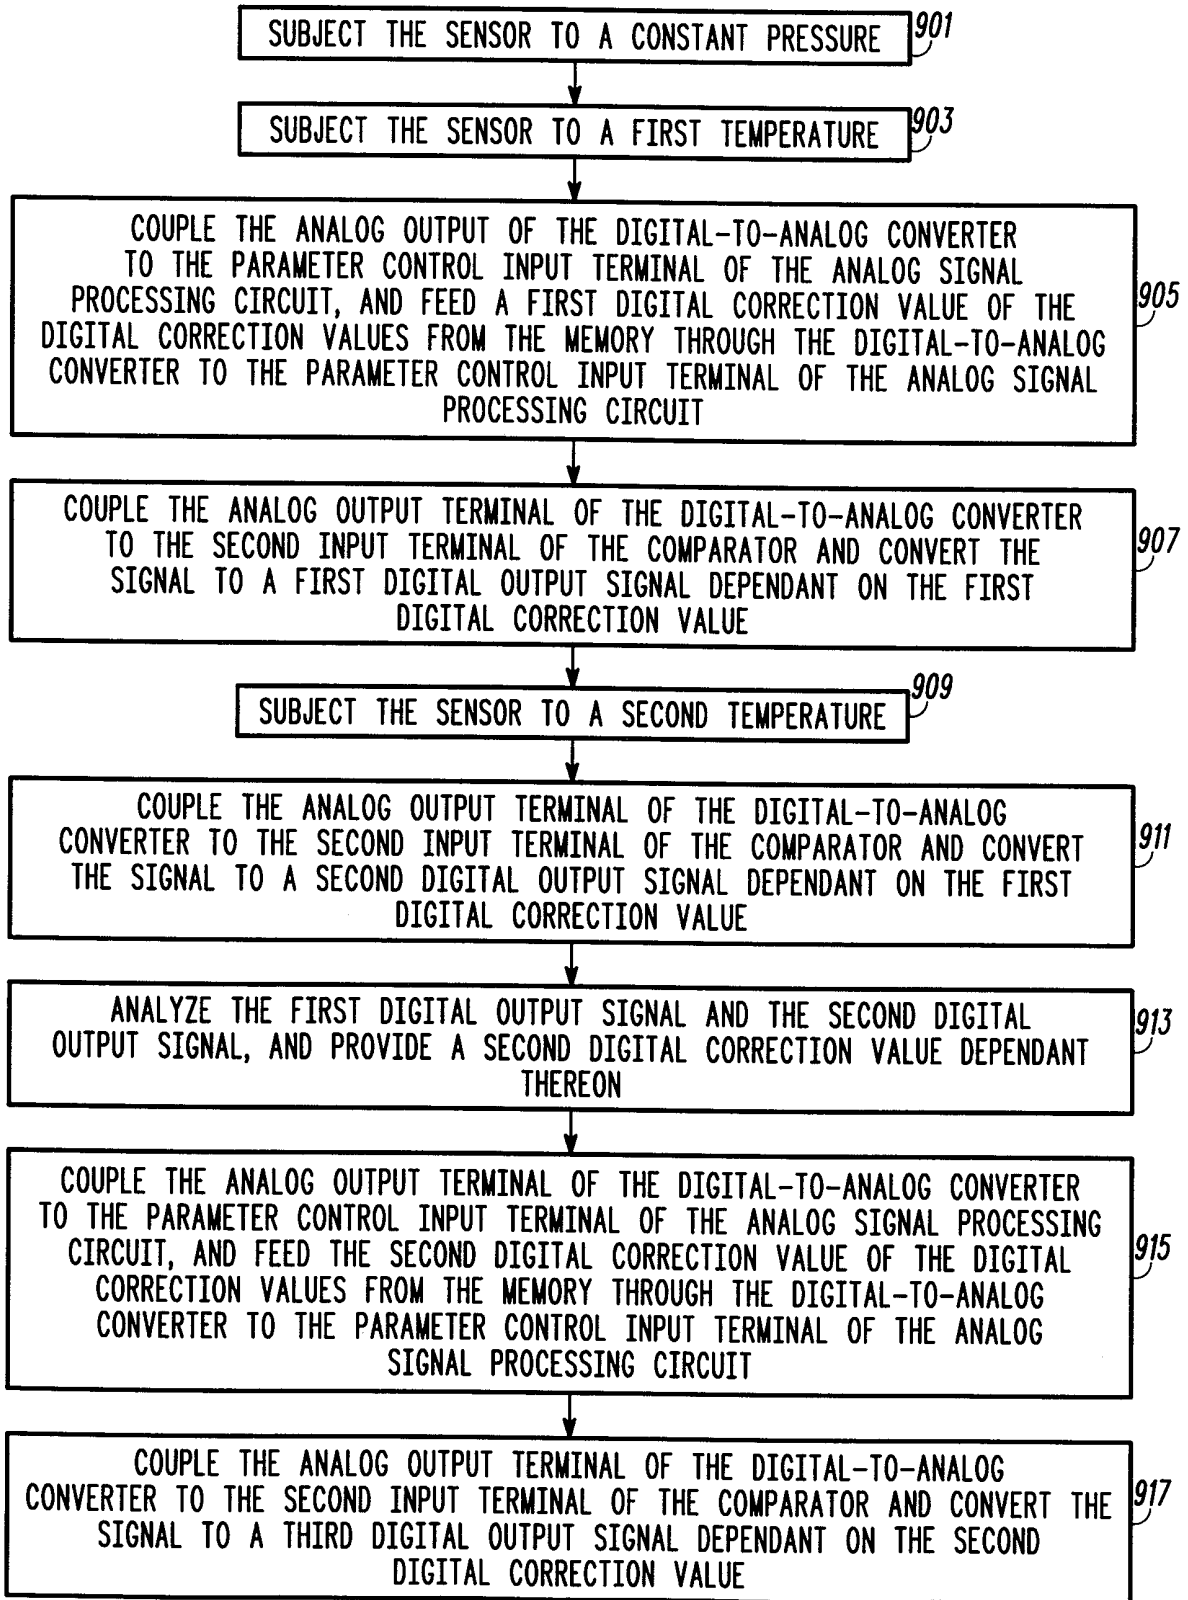 SUBJECT THE SENSOR TO A CONSTANT PRESSURE
901
SUBJECT THE SENSOR TO A FIRST TEMPERATURE
903
COUPLE THE ANALOG OUTPUT OF THE DIGITAL-TO-ANALOG CONVERTER
TO THE PARAMETER CONTROL INPUT TERMINAL OF THE ANALOG SIGNAL
PROCESSING CIRCUIT, AND FEED A FIRST DIGITAL CORRECTION VALUE OF THE
DIGITAL CORRECTION VALUES FROM THE MEMORY THROUGH THE DIGITAL-TO-ANALOG
CONVERTER TO THE PARAMETER CONTROL INPUT TERMINAL OF THE ANALOG SIGNAL
PROCESSING CIRCUIT
905
COUPLE THE ANALOG OUTPUT TERMINAL OF THE DIGITAL-TO-ANALOG CONVERTER
TO THE SECOND INPUT TERMINAL OF THE COMPARATOR AND CONVERT THE
SIGNAL TO A FIRST DIGITAL OUTPUT SIGNAL DEPENDANT ON THE FIRST
DIGITAL CORRECTION VALUE
907
SUBJECT THE SENSOR TO A SECOND TEMPERATURE
909
COUPLE THE ANALOG OUTPUT TERMINAL OF THE DIGITAL-TO-ANALOG
CONVERTER TO THE SECOND INPUT TERMINAL OF THE COMPARATOR AND CONVERT
THE SIGNAL TO A SECOND DIGITAL OUTPUT SIGNAL DEPENDANT ON THE FIRST
DIGITAL CORRECTION VALUE
911
ANALYZE THE FIRST DIGITAL OUTPUT SIGNAL AND THE SECOND DIGITAL
OUTPUT SIGNAL, AND PROVIDE A SECOND DIGITAL CORRECTION VALUE DEPENDANT
THEREON
913
COUPLE THE ANALOG OUTPUT TERMINAL OF THE DIGITAL-TO-ANALOG CONVERTER
TO THE PARAMETER CONTROL INPUT TERMINAL OF THE ANALOG SIGNAL PROCESSING
CIRCUIT, AND FEED THE SECOND DIGITAL CORRECTION VALUE OF THE DIGITAL
CORRECTION VALUES FROM THE MEMORY THROUGH THE DIGITAL-TO-ANALOG
CONVERTER TO THE PARAMETER CONTROL INPUT TERMINAL OF THE ANALOG
SIGNAL PROCESSING CIRCUIT
915
COUPLE THE ANALOG OUTPUT TERMINAL OF THE DIGITAL-TO-ANALOG
CONVERTER TO THE SECOND INPUT TERMINAL OF THE COMPARATOR AND CONVERT THE
SIGNAL TO A THIRD DIGITAL OUTPUT SIGNAL DEPENDANT ON THE SECOND
DIGITAL CORRECTION VALUE
917